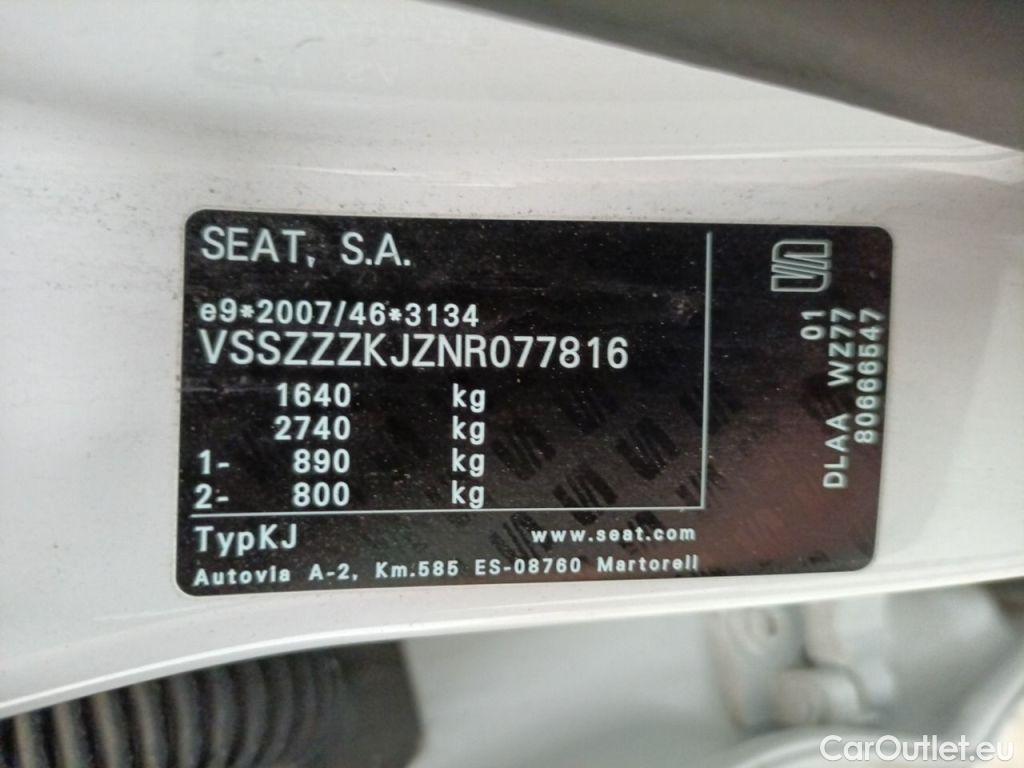 SEAT, S.A.
e9*2007/46*3134
VSSZZZKJZNR077816
1640 kg
2740 kg
1- 890 kg
2- 800 kg
TypKJ www.seat.com
Autovia A-2, Km.585 ES-08760 Martorell
01
DLAA WZ77
80666547
CarOutlet.eu